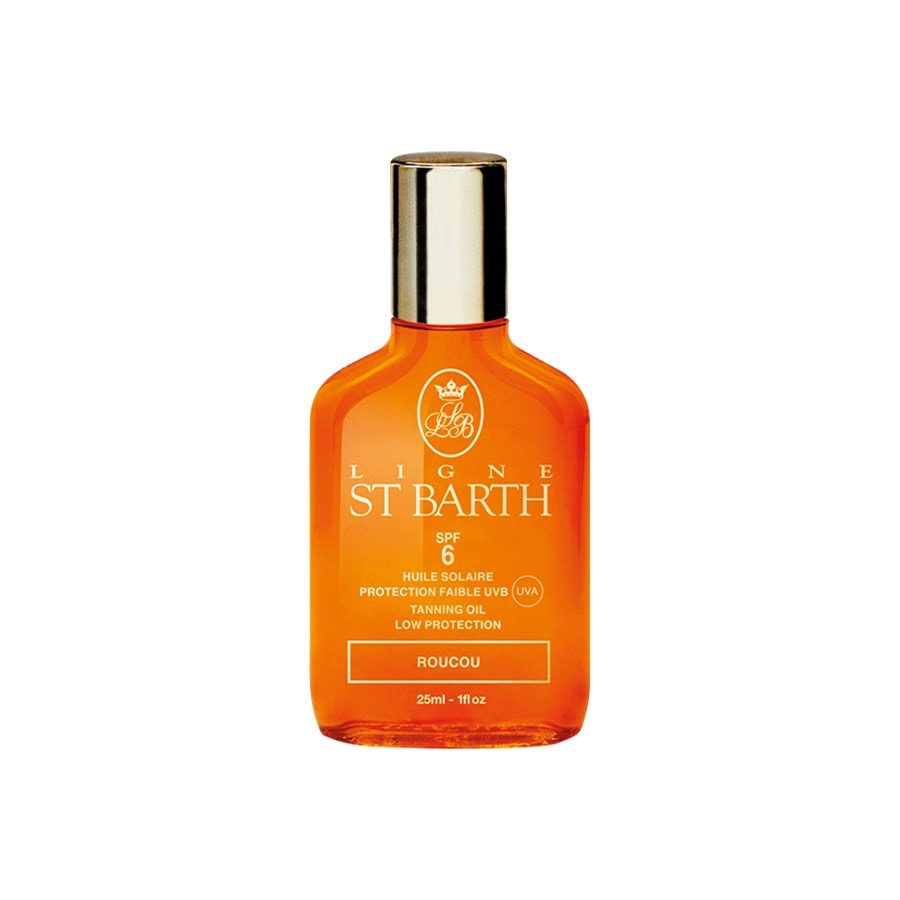 LSB
LIGNE
ST BARTH
SPF
6
HUILE SOLAIRE
PROTECTION FAIBLE UVB UVA
TANNING OIL
LOW PROTECTION
ROUCOU
25ml - 1fl oz